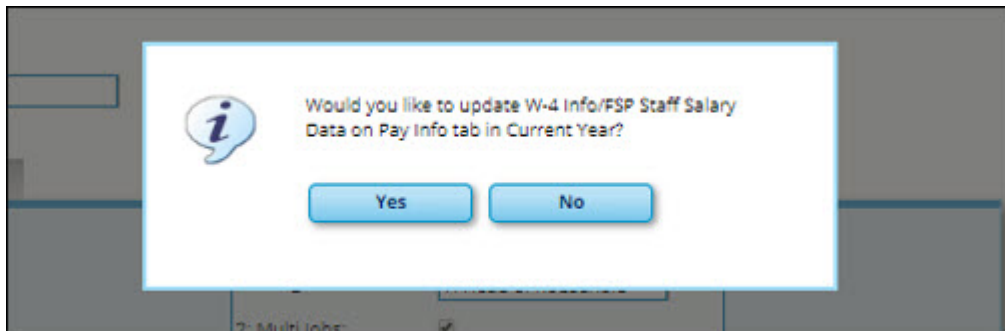 Would you like to update W-4 Info/FSP Staff Salary
Data on Pay Info tab in Current Year?
Yes No
2: Multi Jobs: